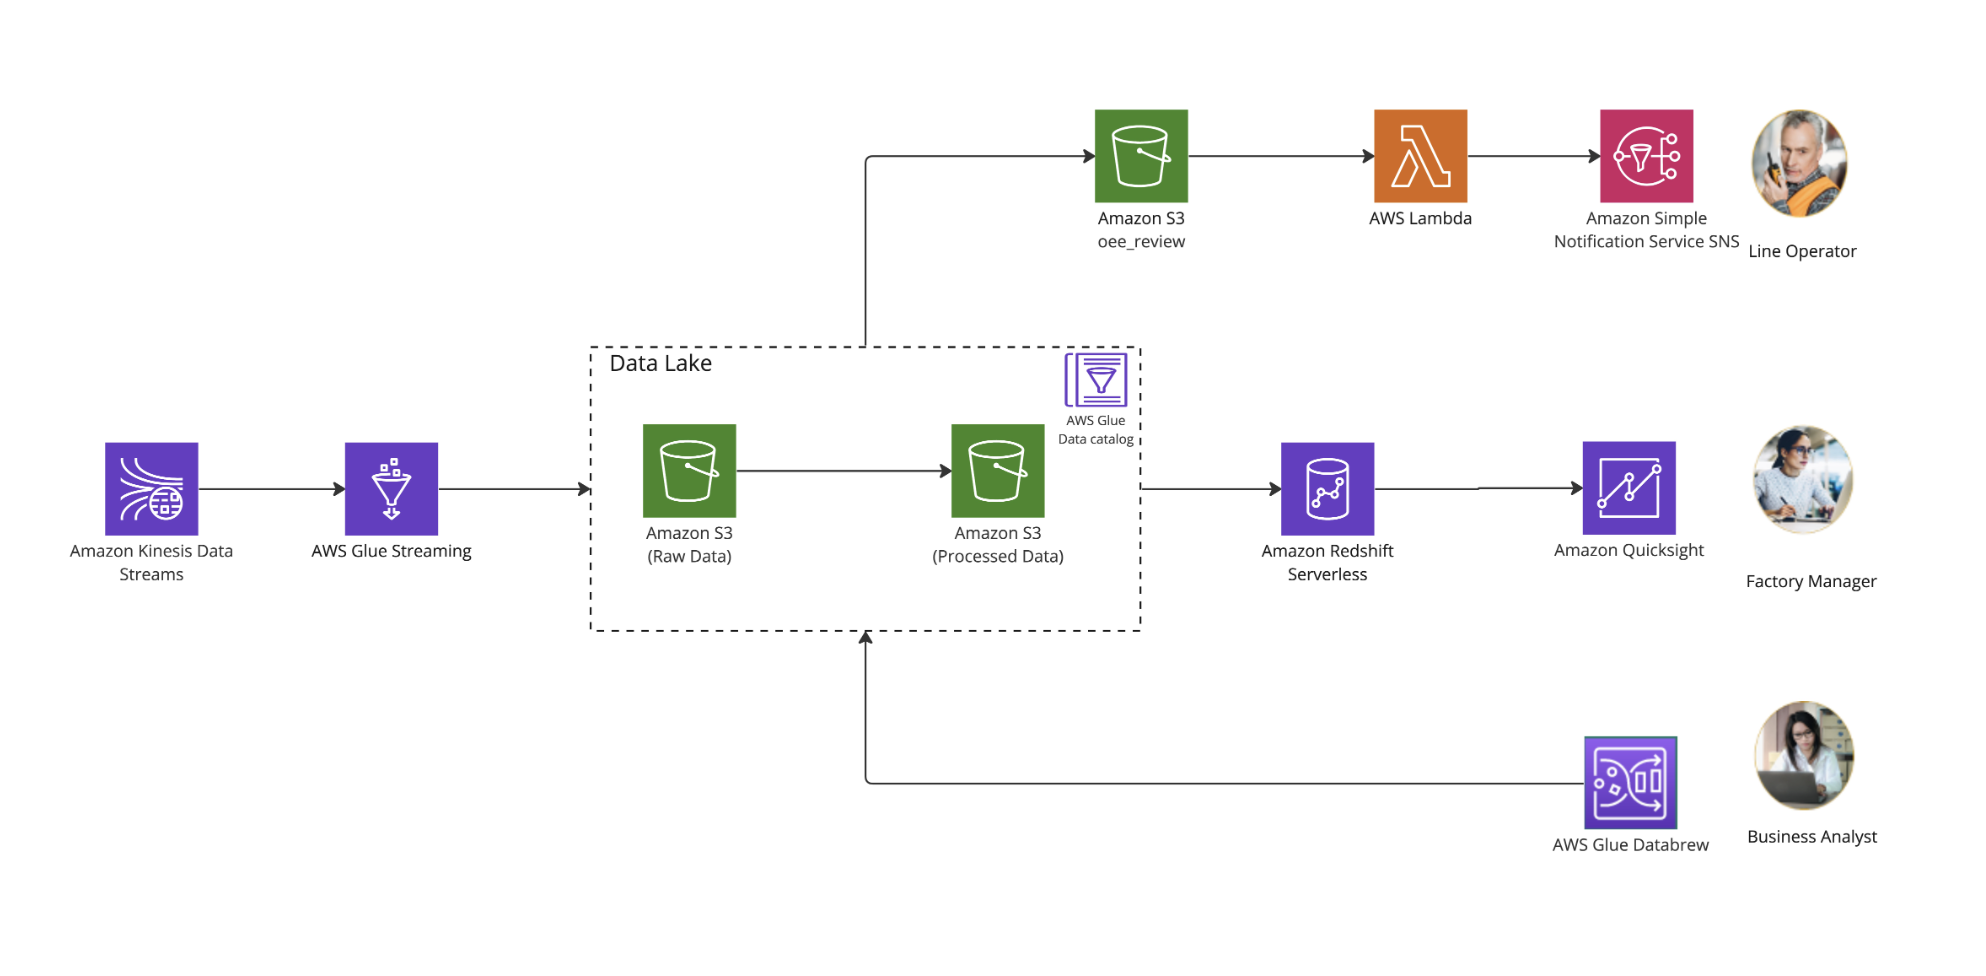 Amazon S3
oee_review
AWS Lambda
Amazon Simple
Notification Service SNS
Line Operator
Data Lake
AWS Glue
Data catalog
Amazon Kinesis Data
Streams
AWS Glue Streaming
Amazon S3
(Raw Data)
Amazon S3
(Processed Data)
Amazon Redshift
Serverless
Amazon Quicksight
Factory Manager
AWS Glue Databrew
Business Analyst